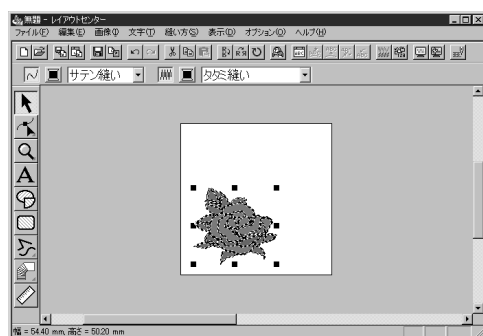 無題 - レイアウトセンター
ファイル(F) 編集(E) 画像(I) 文字(T) 縫い方(S) 表示(D) オプション(O) ヘルプ(H)
サテン縫い タタミ縫い
A
幅 = 54.40 mm, 高さ = 50.20 mm